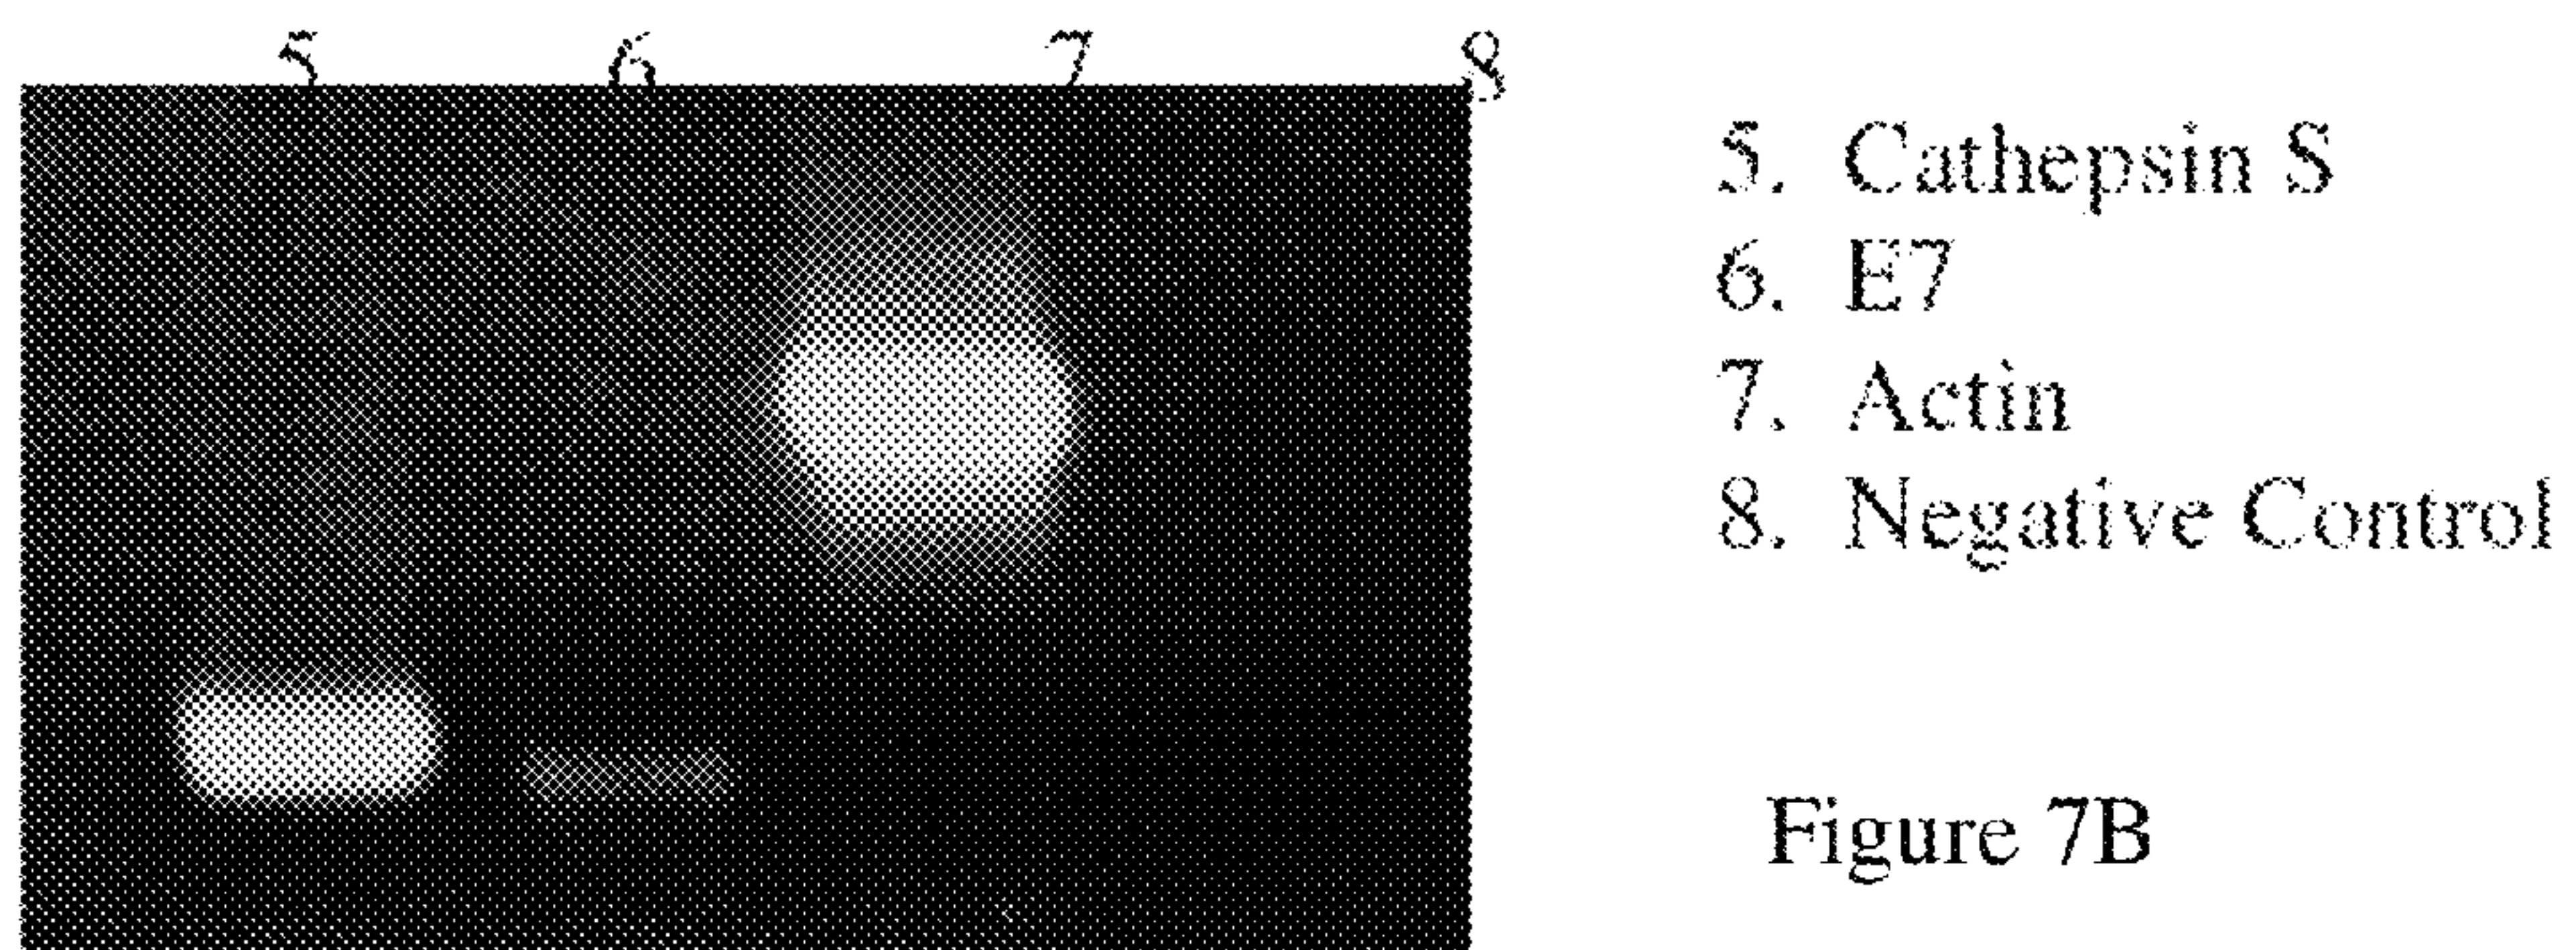 5 6 7 8
5. Cathepsin S
6. E7
7. Actin
8. Negative Control
Figure 7B